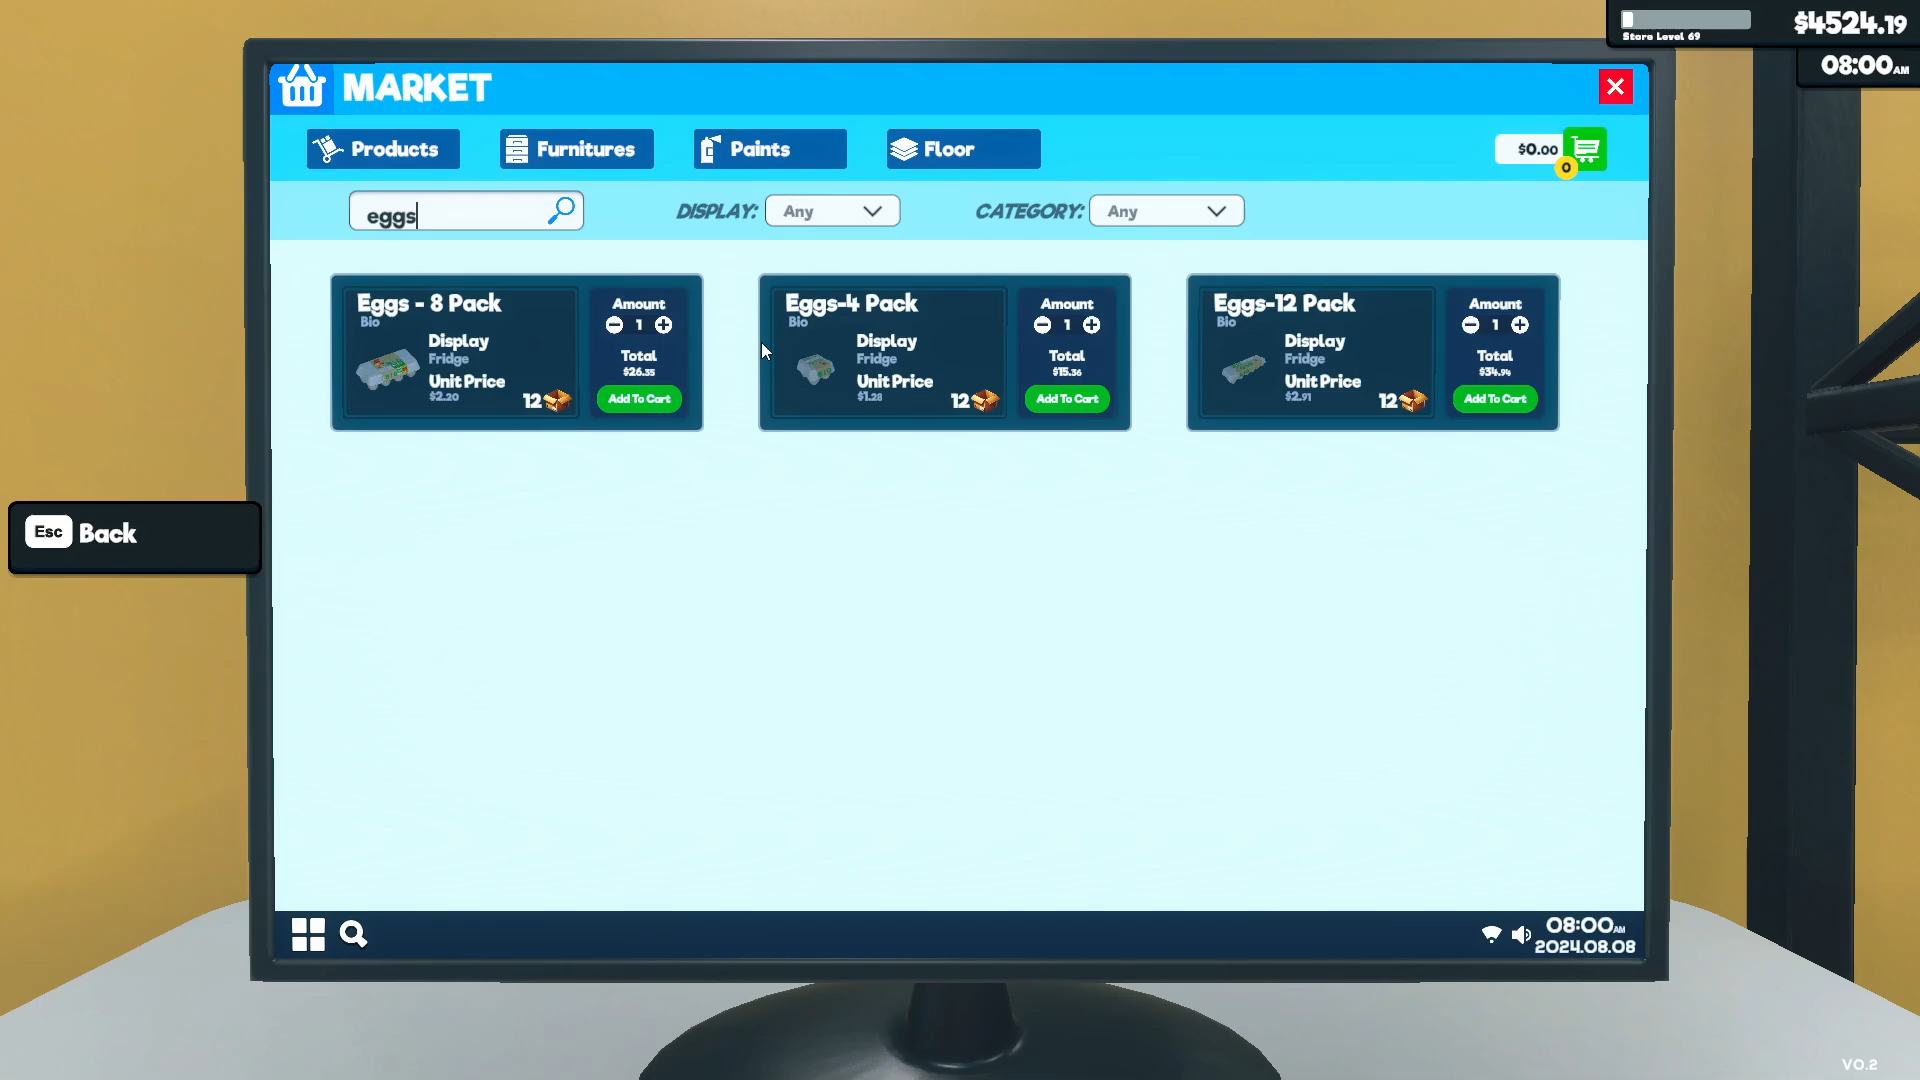 $4524.19
Store Level 69
08:00AM
MARKET
Products
Furnitures
Paints
Floor
$0.00
0
eggs
DISPLAY:
Any
CATEGORY:
Any
Eggs - 8 Pack
Bio
Display
Fridge
Unit Price
$2.20
12
Amount
1
Total
$26.35
Add To Cart
Eggs-4 Pack
Bio
Display
Fridge
Unit Price
$1.28
12
Amount
1
Total
$15.36
Add To Cart
Eggs-12 Pack
Bio
Display
Fridge
Unit Price
$2.91
12
Amount
1
Total
$34.94
Add To Cart
Esc Back
08:00AM
2024.08.08
V0.2